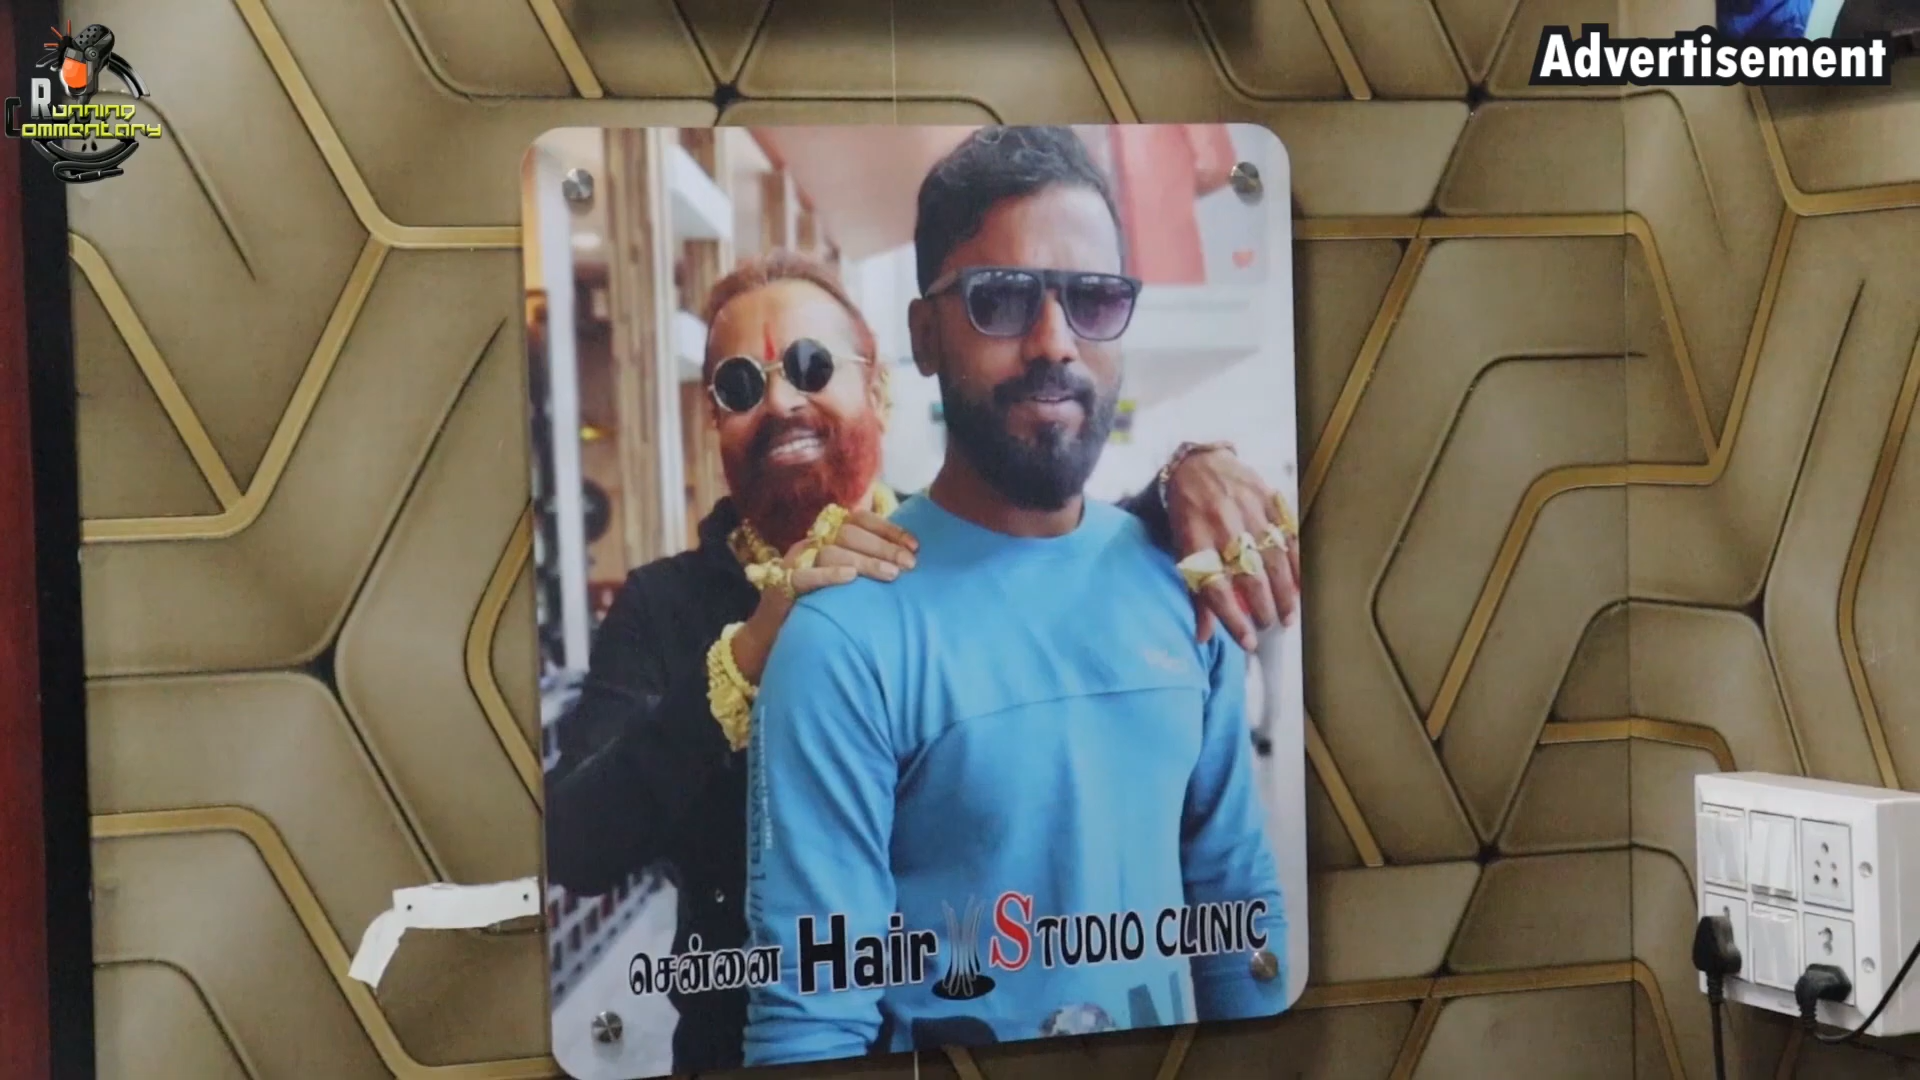 Running
Commentary
Advertisement
சென்னை Hair STUDIO CLINIC